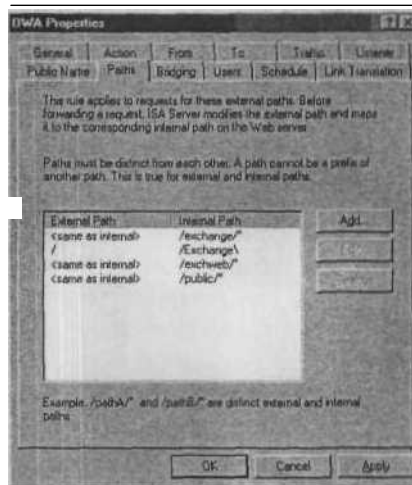 OWA Properties
General Action From To Traffic Listener
Public Name Paths Bridging Users Schedule Link Translation
This rule applies to requests for these external paths. Before
forwarding a request, ISA Server modifies the external path and maps
it to the corresponding internal path on the Web server.
Paths must be distinct from each other. A path cannot be a prefix of
another path. This is true for external and internal paths.
External Path Internal Path
<same as internal> /exchange/*
/ /Exchange\
<same as internal> /exchweb/*
<same as internal> /public/*
Add...
Example: /pathA/* and /pathB/* are distinct external and internal
paths
OK Cancel Apply